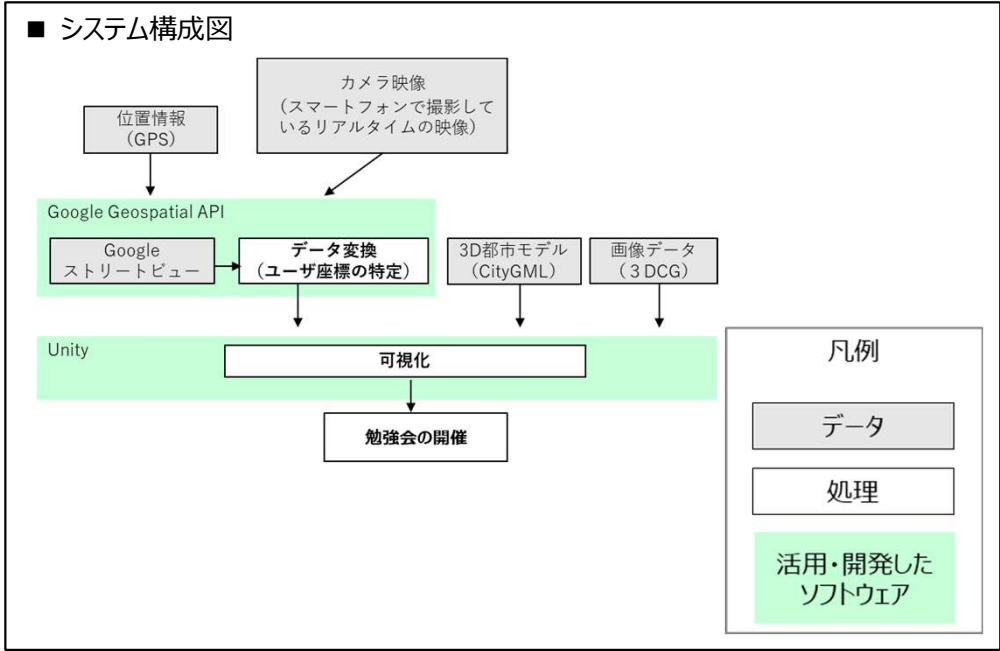 ■ システム構成図
カメラ映像
（スマートフォンで撮影して
いるリアルタイムの映像）
位置情報
（GPS）
Google Geospatial API
Google
ストリートビュー
データ変換
（ユーザ座標の特定）
3D都市モデル
（CityGML）
画像データ
（３DCG）
Unity
可視化
勉強会の開催
凡例
データ
処理
活用・開発した
ソフトウェア